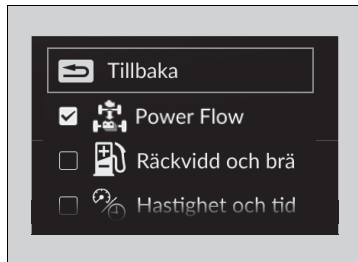 Tillbaka
Power Flow
Räckvidd och brä
Hastighet och tid